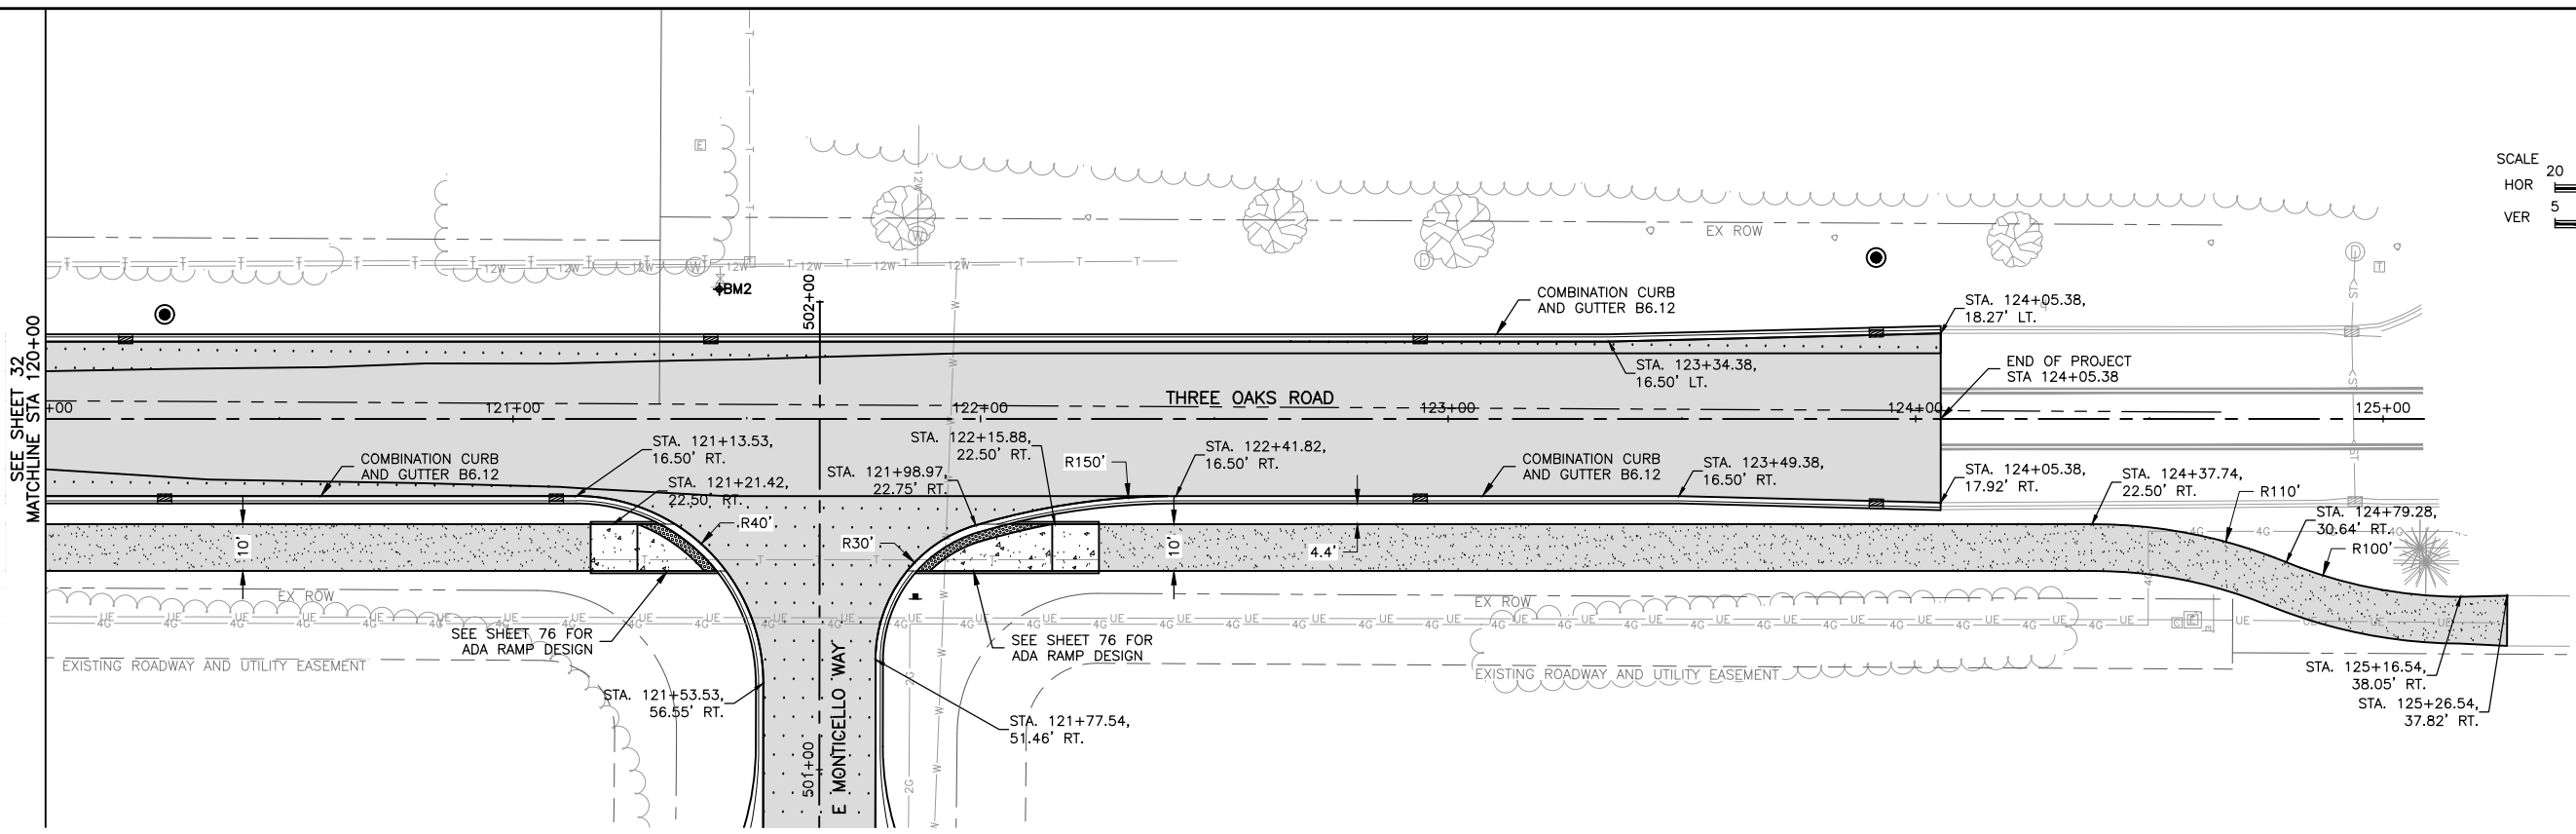 SCALE
20
HOR
5
VER
EX ROW
BM2
502+00
COMBINATION CURB
AND GUTTER B6.12
STA. 124+05.38,
18.27' LT.
SEE SHEET 32
MATCHLINE STA 120+00
STA. 123+34.38,
16.50' LT.
END OF PROJECT
STA 124+05.38
THREE OAKS ROAD
+00
121+00
122+00
123+00
124+00
125+00
COMBINATION CURB
AND GUTTER B6.12
STA. 121+13.53,
16.50' RT.
STA. 121+21.42,
22.50' RT.
STA. 122+15.88,
22.50' RT.
STA. 121+98.97,
22.75' RT.
R150'
STA. 122+41.82,
16.50' RT.
COMBINATION CURB
AND GUTTER B6.12
STA. 123+49.38,
16.50' RT.
STA. 124+05.38,
17.92' RT.
STA. 124+37.74,
22.50' RT.
R110'
STA. 124+79.28,
30.64' RT.
R100'
10'
R40'
R30'
10'
4.4'
EX ROW
EX ROW
SEE SHEET 76 FOR
ADA RAMP DESIGN
SEE SHEET 76 FOR
ADA RAMP DESIGN
EXISTING ROADWAY AND UTILITY EASEMENT
EXISTING ROADWAY AND UTILITY EASEMENT
STA. 121+53.53,
56.55' RT.
STA. 121+77.54,
51.46' RT.
501+00
E MONTICELLO WAY
STA. 125+16.54,
38.05' RT.
STA. 125+26.54,
37.82' RT.